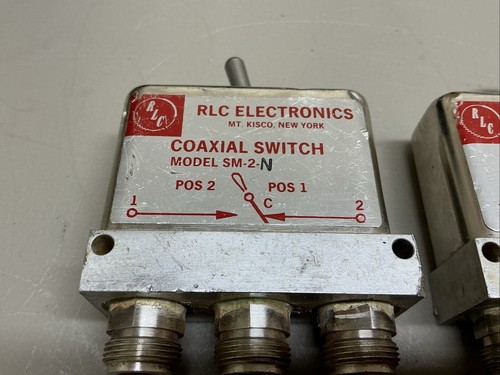 RLC
RLC ELECTRONICS
MT. KISCO, NEW YORK
COAXIAL SWITCH
MODEL SM-2-N
POS 2 POS 1
1 C 2
RLC